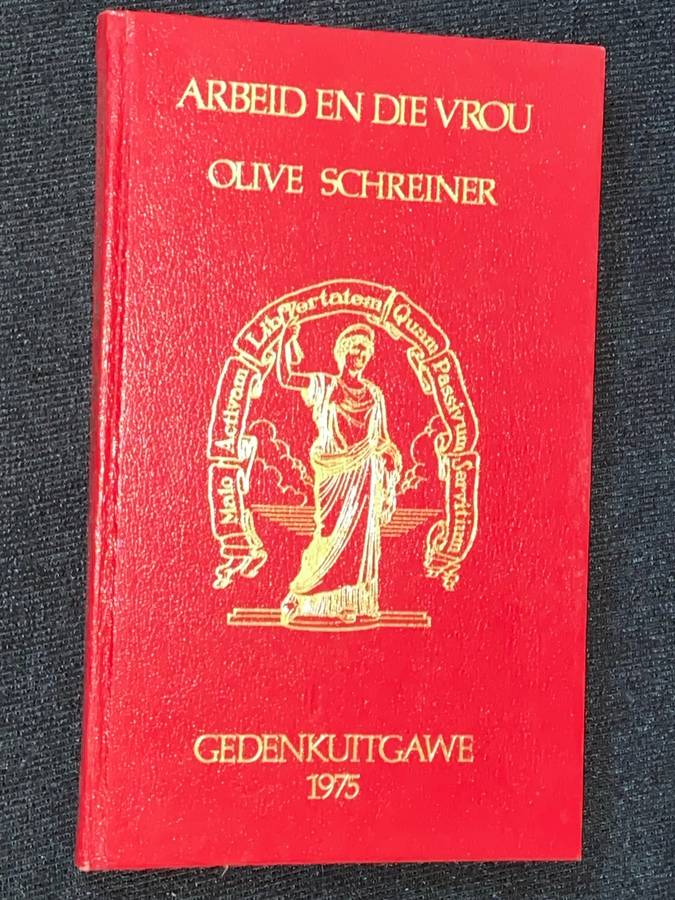 ARBEID EN DIE VROU
OLIVE SCHREINER
Malo Activam Libertatem Quam Passivum Servitium
GEDENKUITGAWE
1975